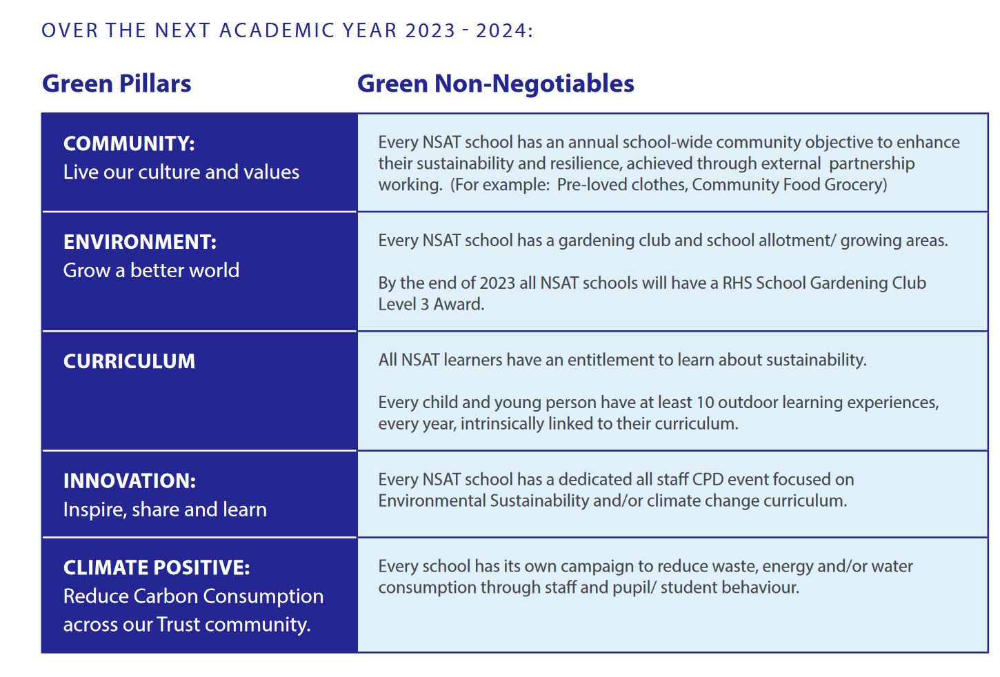 OVER THE NEXT ACADEMIC YEAR 2023 - 2024:
Green Pillars
Green Non-Negotiables
COMMUNITY:
Live our culture and values
Every NSAT school has an annual school-wide community objective to enhance
their sustainability and resilience, achieved through external partnership
working. (For example: Pre-loved clothes, Community Food Grocery)
ENVIRONMENT:
Grow a better world
Every NSAT school has a gardening club and school allotment/ growing areas.
By the end of 2023 all NSAT schools will have a RHS School Gardening Club
Level 3 Award.
CURRICULUM
All NSAT learners have an entitlement to learn about sustainability.
Every child and young person have at least 10 outdoor learning experiences,
every year, intrinsically linked to their curriculum.
INNOVATION:
Inspire, share and learn
Every NSAT school has a dedicated all staff CPD event focused on
Environmental Sustainability and/or climate change curriculum.
CLIMATE POSITIVE:
Reduce Carbon Consumption
across our Trust community.
Every school has its own campaign to reduce waste, energy and/or water
consumption through staff and pupil/ student behaviour.